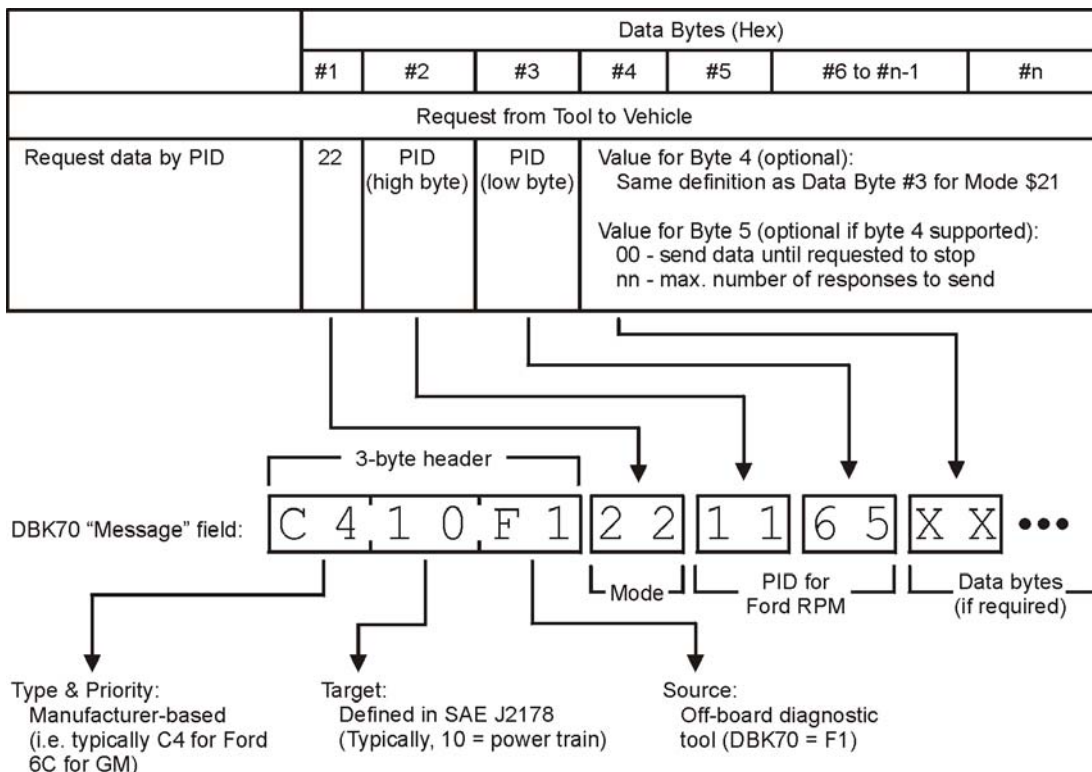 Data Bytes (Hex)
#1 #2 #3 #4 #5 #6 to #n-1 #n
Request from Tool to Vehicle
Request data by PID
22
PID
(high byte)
PID
(low byte)
Value for Byte 4 (optional):
Same definition as Data Byte #3 for Mode $21
Value for Byte 5 (optional if byte 4 supported):
00 - send data until requested to stop
nn - max. number of responses to send
3-byte header
DBK70 “Message” field:
C 4 1 0 F 1 2 2 1 1 6 5 X X •••
Mode
PID for
Ford RPM
Data bytes
(if required)
Type & Priority:
Manufacturer-based
(i.e. typically C4 for Ford
6C for GM)
Target:
Defined in SAE J2178
(Typically, 10 = power train)
Source:
Off-board diagnostic
tool (DBK70 = F1)